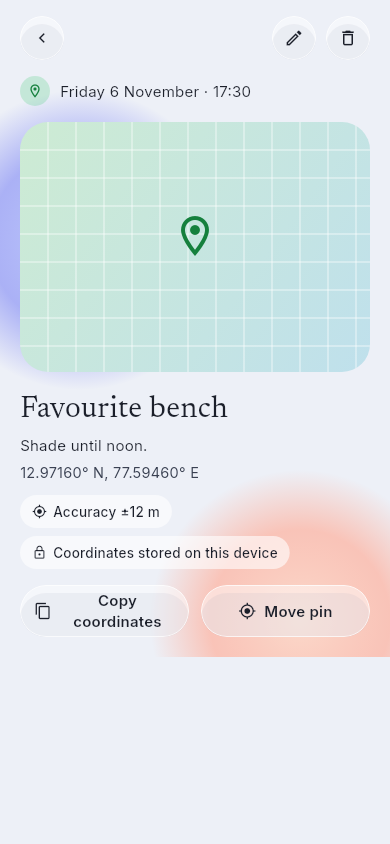 Friday 6 November · 17:30
Favourite bench
Shade until noon.
12.97160° N, 77.59460° E
Accuracy ±12 m
Coordinates stored on this device
Copy
coordinates
Move pin